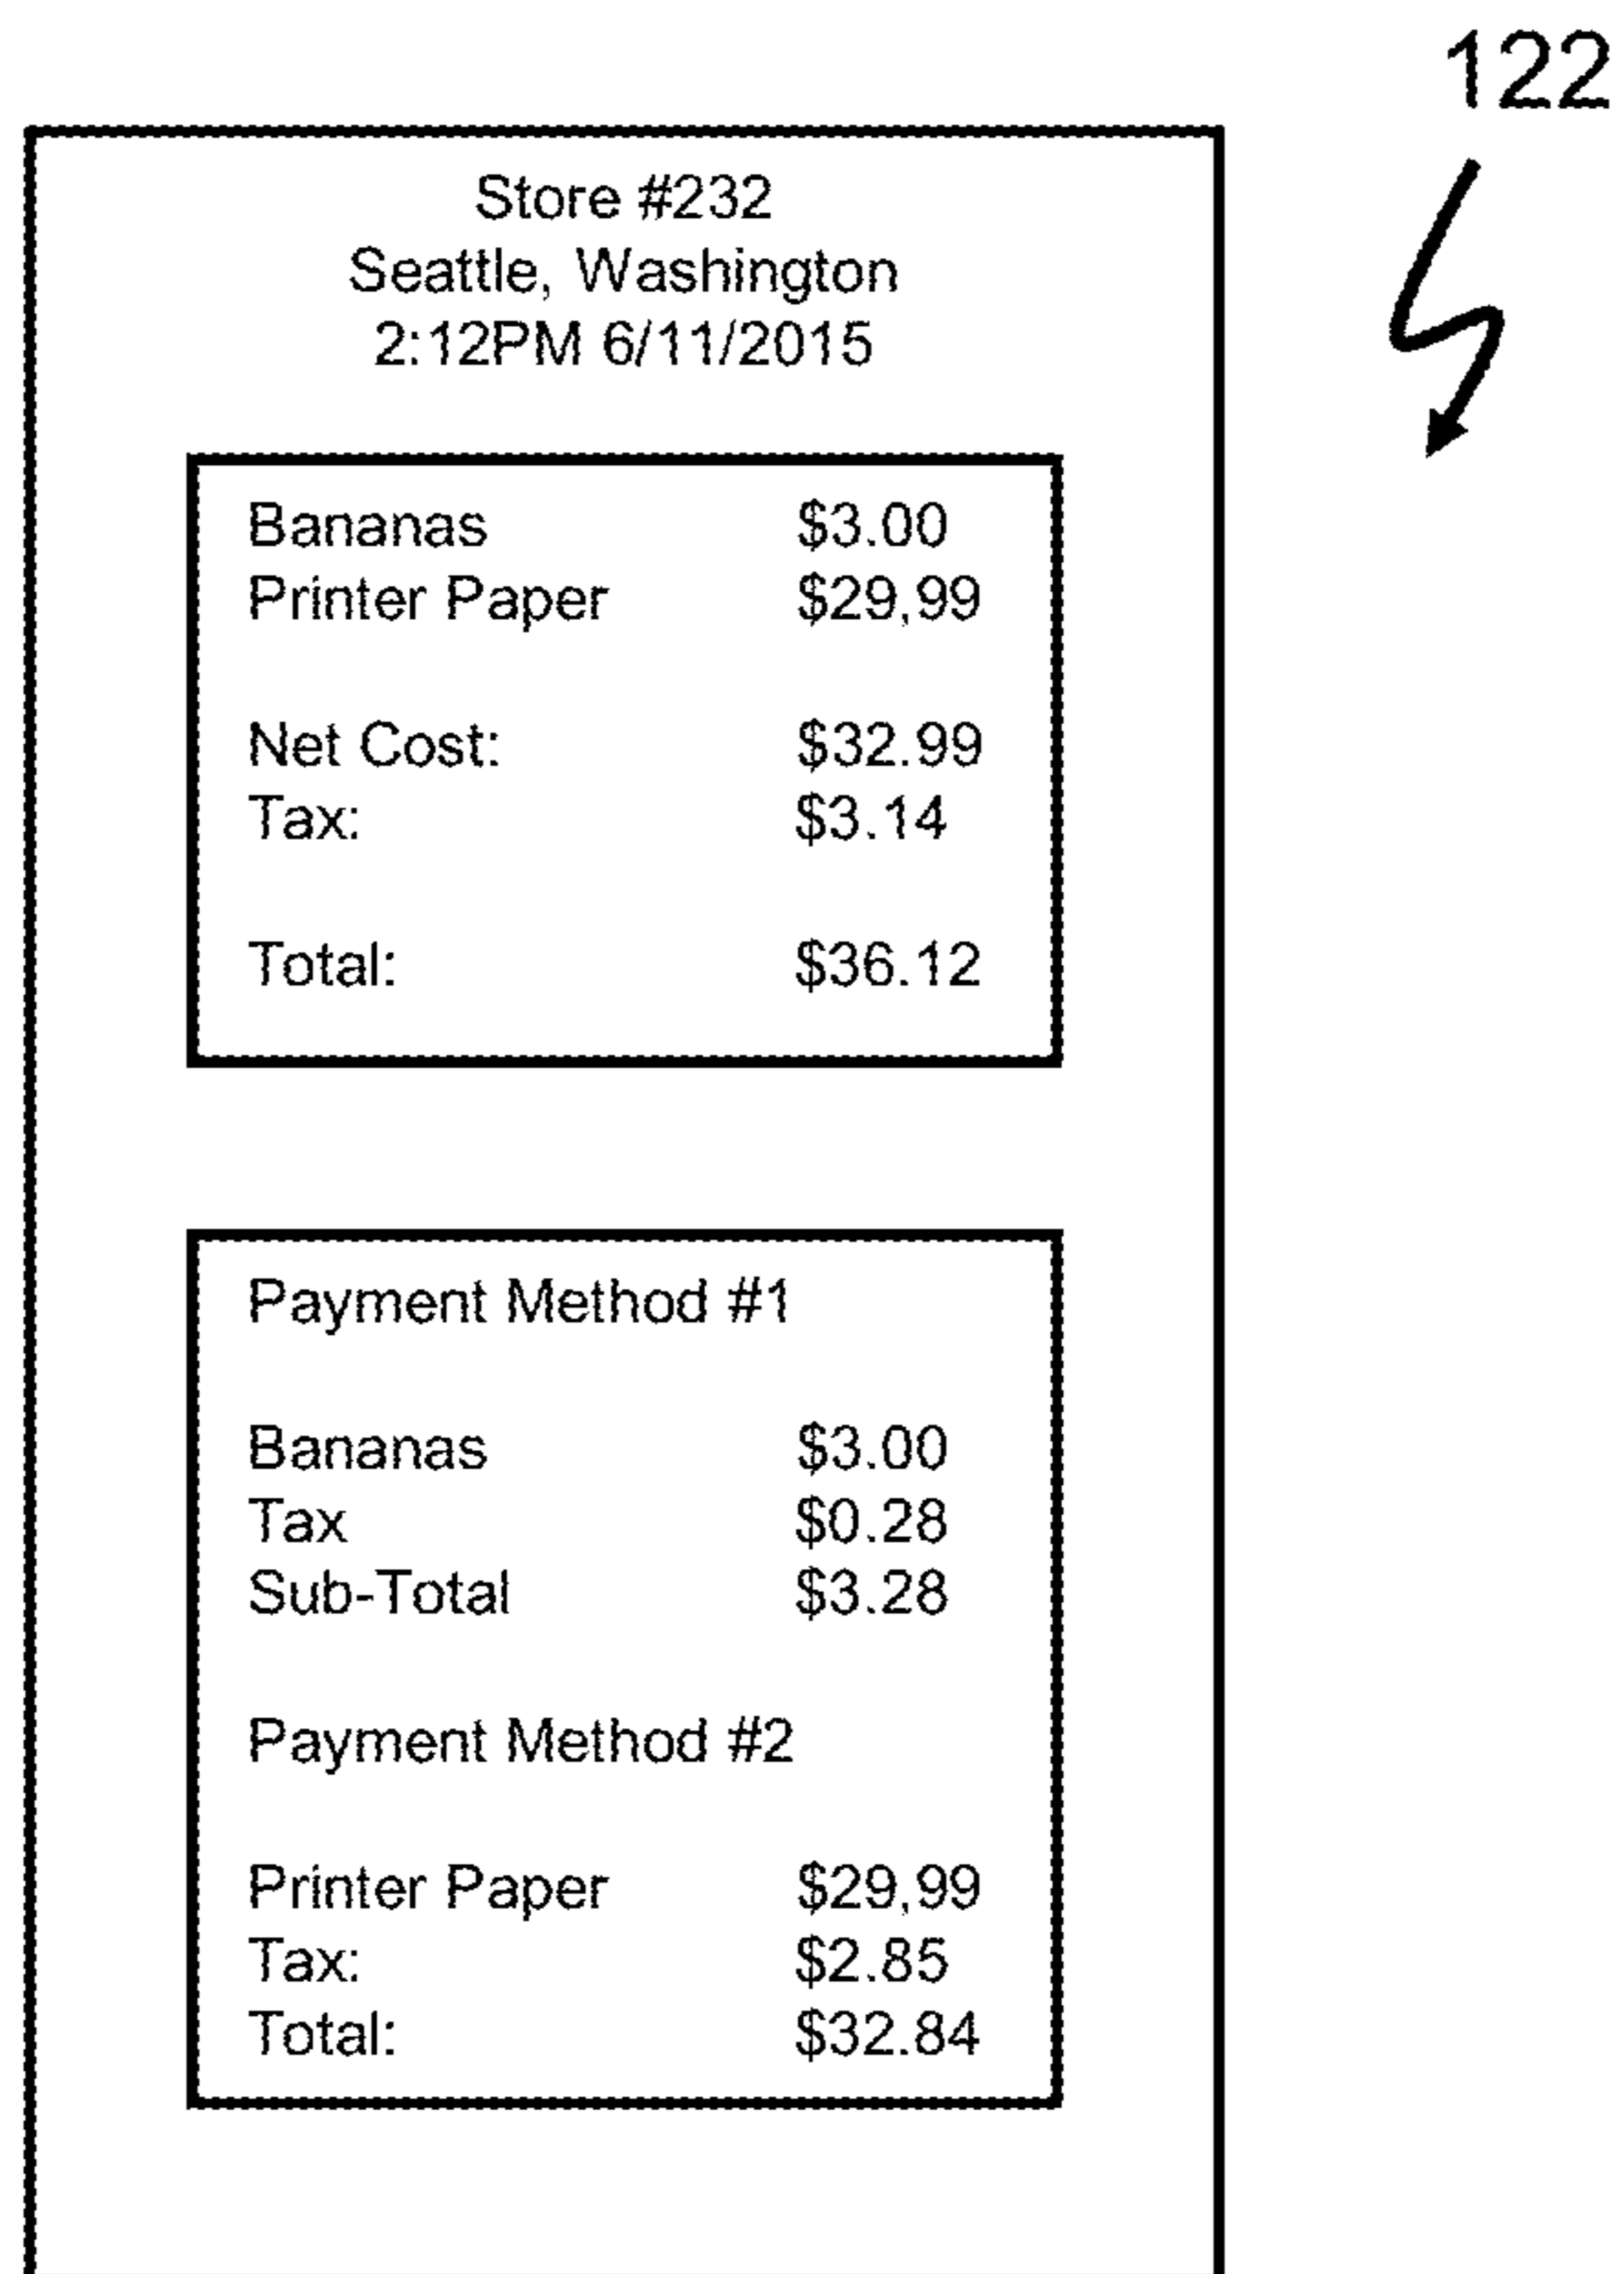 122
Store #232
Seattle, Washington
2:12PM 6/11/2015
Bananas $3.00
Printer Paper $29,99
Net Cost: $32.99
Tax: $3.14
Total: $36.12
Payment Method #1
Bananas $3.00
Tax $0.28
Sub-Total $3.28
Payment Method #2
Printer Paper $29,99
Tax: $2.85
Total: $32.84